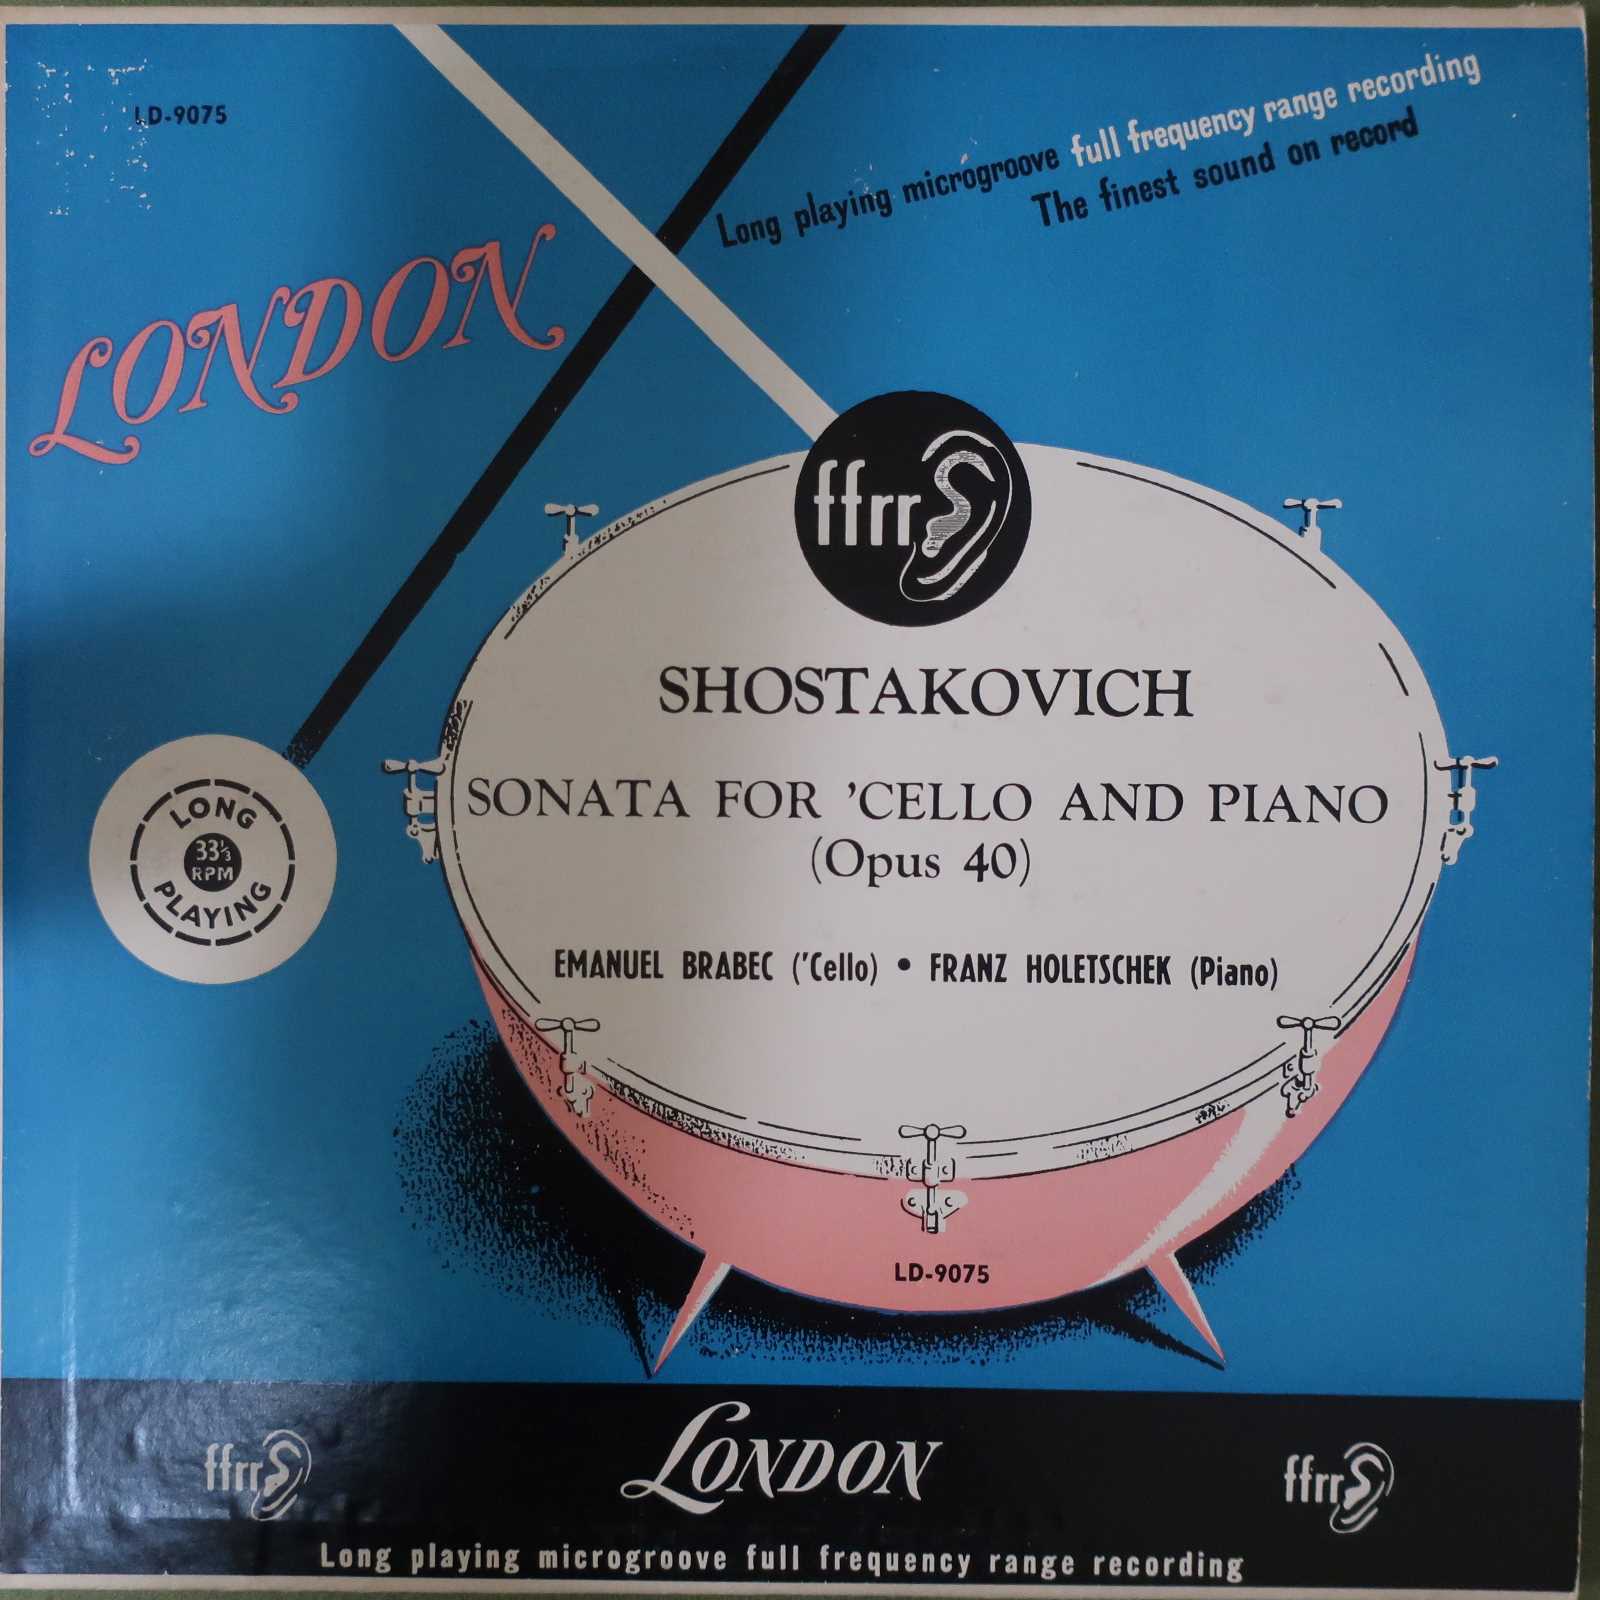 LD-9075
Long playing microgroove full frequency range recording
The finest sound on record
LONDON
ffrr
SHOSTAKOVICH
SONATA FOR 'CELLO AND PIANO
(Opus 40)
LONG
33⅓
RPM
PLAYING
EMANUEL BRABEC ('Cello) • FRANZ HOLETSCHEK (Piano)
LD-9075
ffrr
LONDON
ffrr
Long playing microgroove full frequency range recording